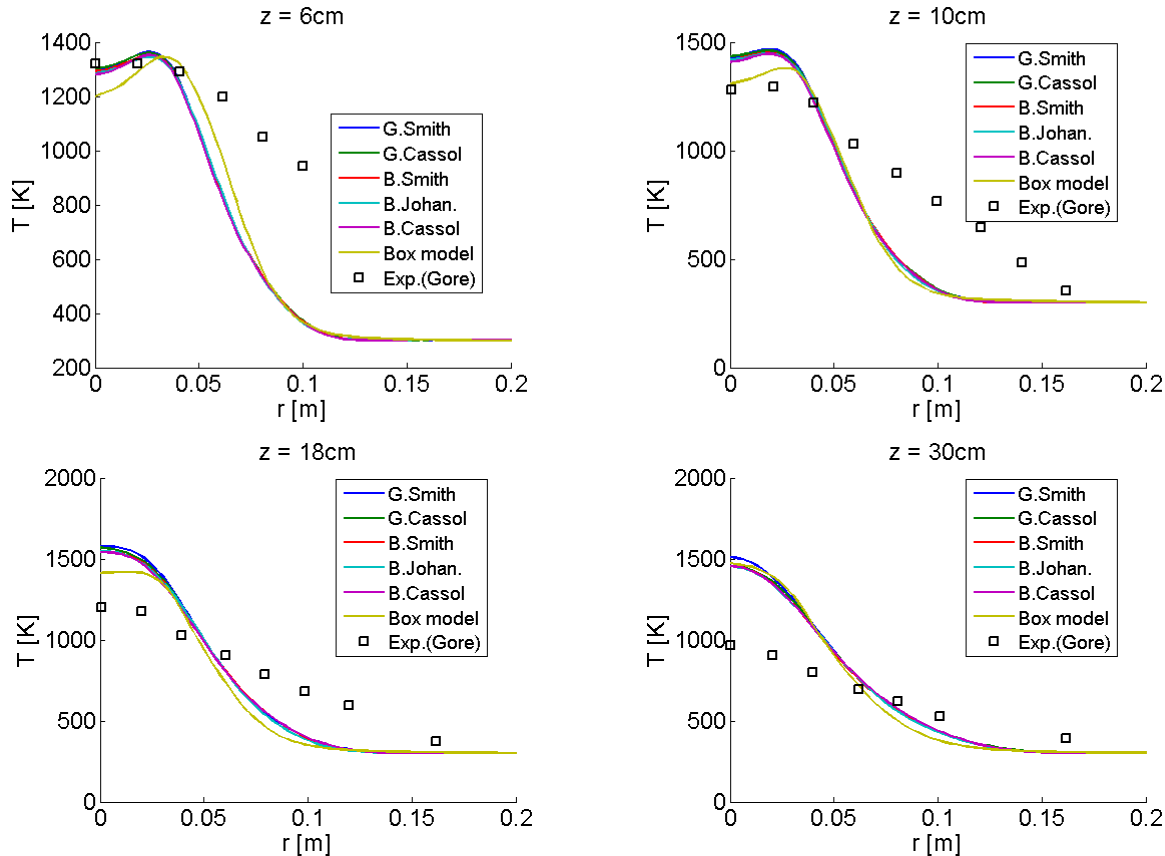 z = 6cm
1400
1200
1000
800
600
400
200
T [K]
0
0.05
0.1
0.15
0.2
r [m]
G.Smith
G.Cassol
B.Smith
B.Johan.
B.Cassol
Box model
Exp.(Gore)
z = 10cm
1500
1000
500
0
T [K]
0
0.05
0.1
0.15
0.2
r [m]
G.Smith
G.Cassol
B.Smith
B.Johan.
B.Cassol
Box model
Exp.(Gore)
z = 18cm
2000
1500
1000
500
0
T [K]
0
0.05
0.1
0.15
0.2
r [m]
G.Smith
G.Cassol
B.Smith
B.Johan.
B.Cassol
Box model
Exp.(Gore)
z = 30cm
2000
1500
1000
500
0
T [K]
0
0.05
0.1
0.15
0.2
r [m]
G.Smith
G.Cassol
B.Smith
B.Johan.
B.Cassol
Box model
Exp.(Gore)